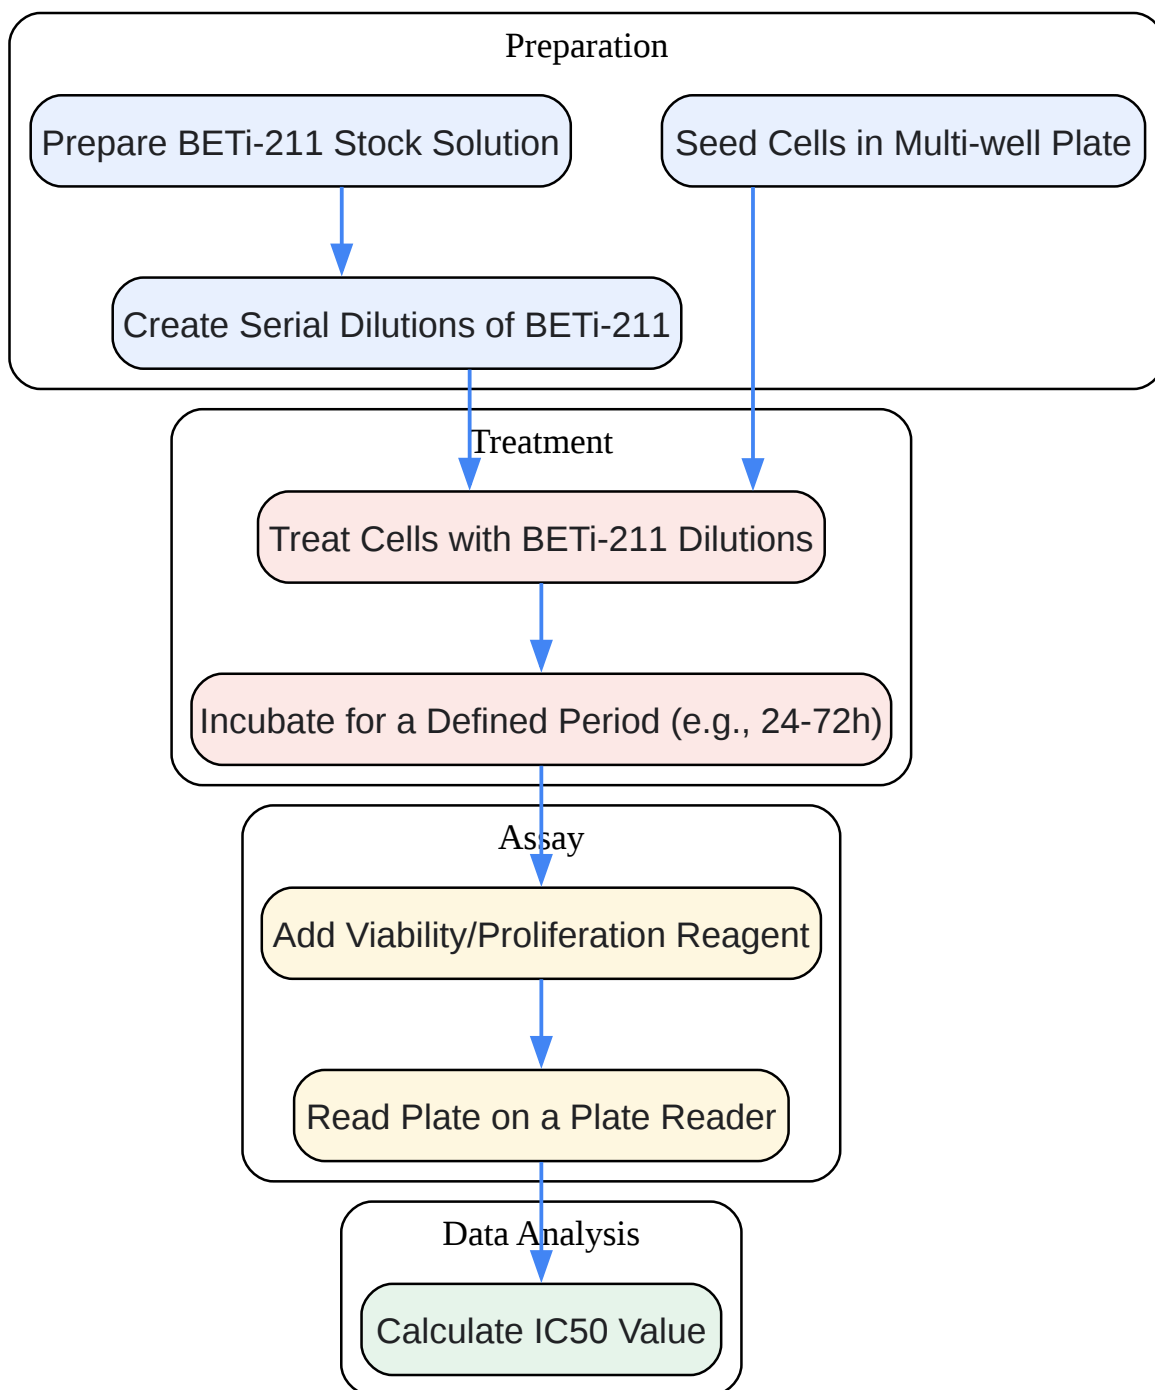 Preparation
Prepare BETi-211 Stock Solution
Seed Cells in Multi-well Plate
Create Serial Dilutions of BETi-211
Treatment
Treat Cells with BETi-211 Dilutions
Incubate for a Defined Period (e.g., 24-72h)
Assay
Add Viability/Proliferation Reagent
Read Plate on a Plate Reader
Data Analysis
Calculate IC50 Value